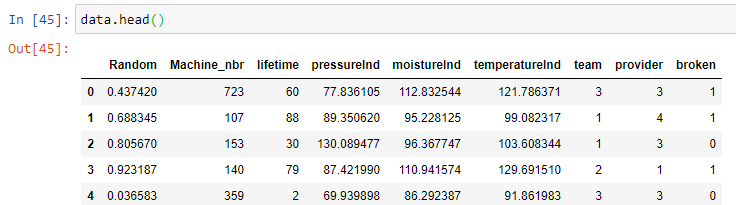 In [45]: data.head()
Out[45]:
Random Machine_nbr lifetime pressureInd moistureInd temperatureInd team provider broken
0 0.437420 723 60 77.836105 112.832544 121.786371 3 3 1
1 0.688345 107 88 89.350620 95.228125 99.082317 1 4 1
2 0.805670 153 30 130.089477 96.367747 103.608344 1 3 0
3 0.923187 140 79 87.421990 110.941574 129.691510 2 1 1
4 0.036583 359 2 69.939898 86.292387 91.861983 3 3 0